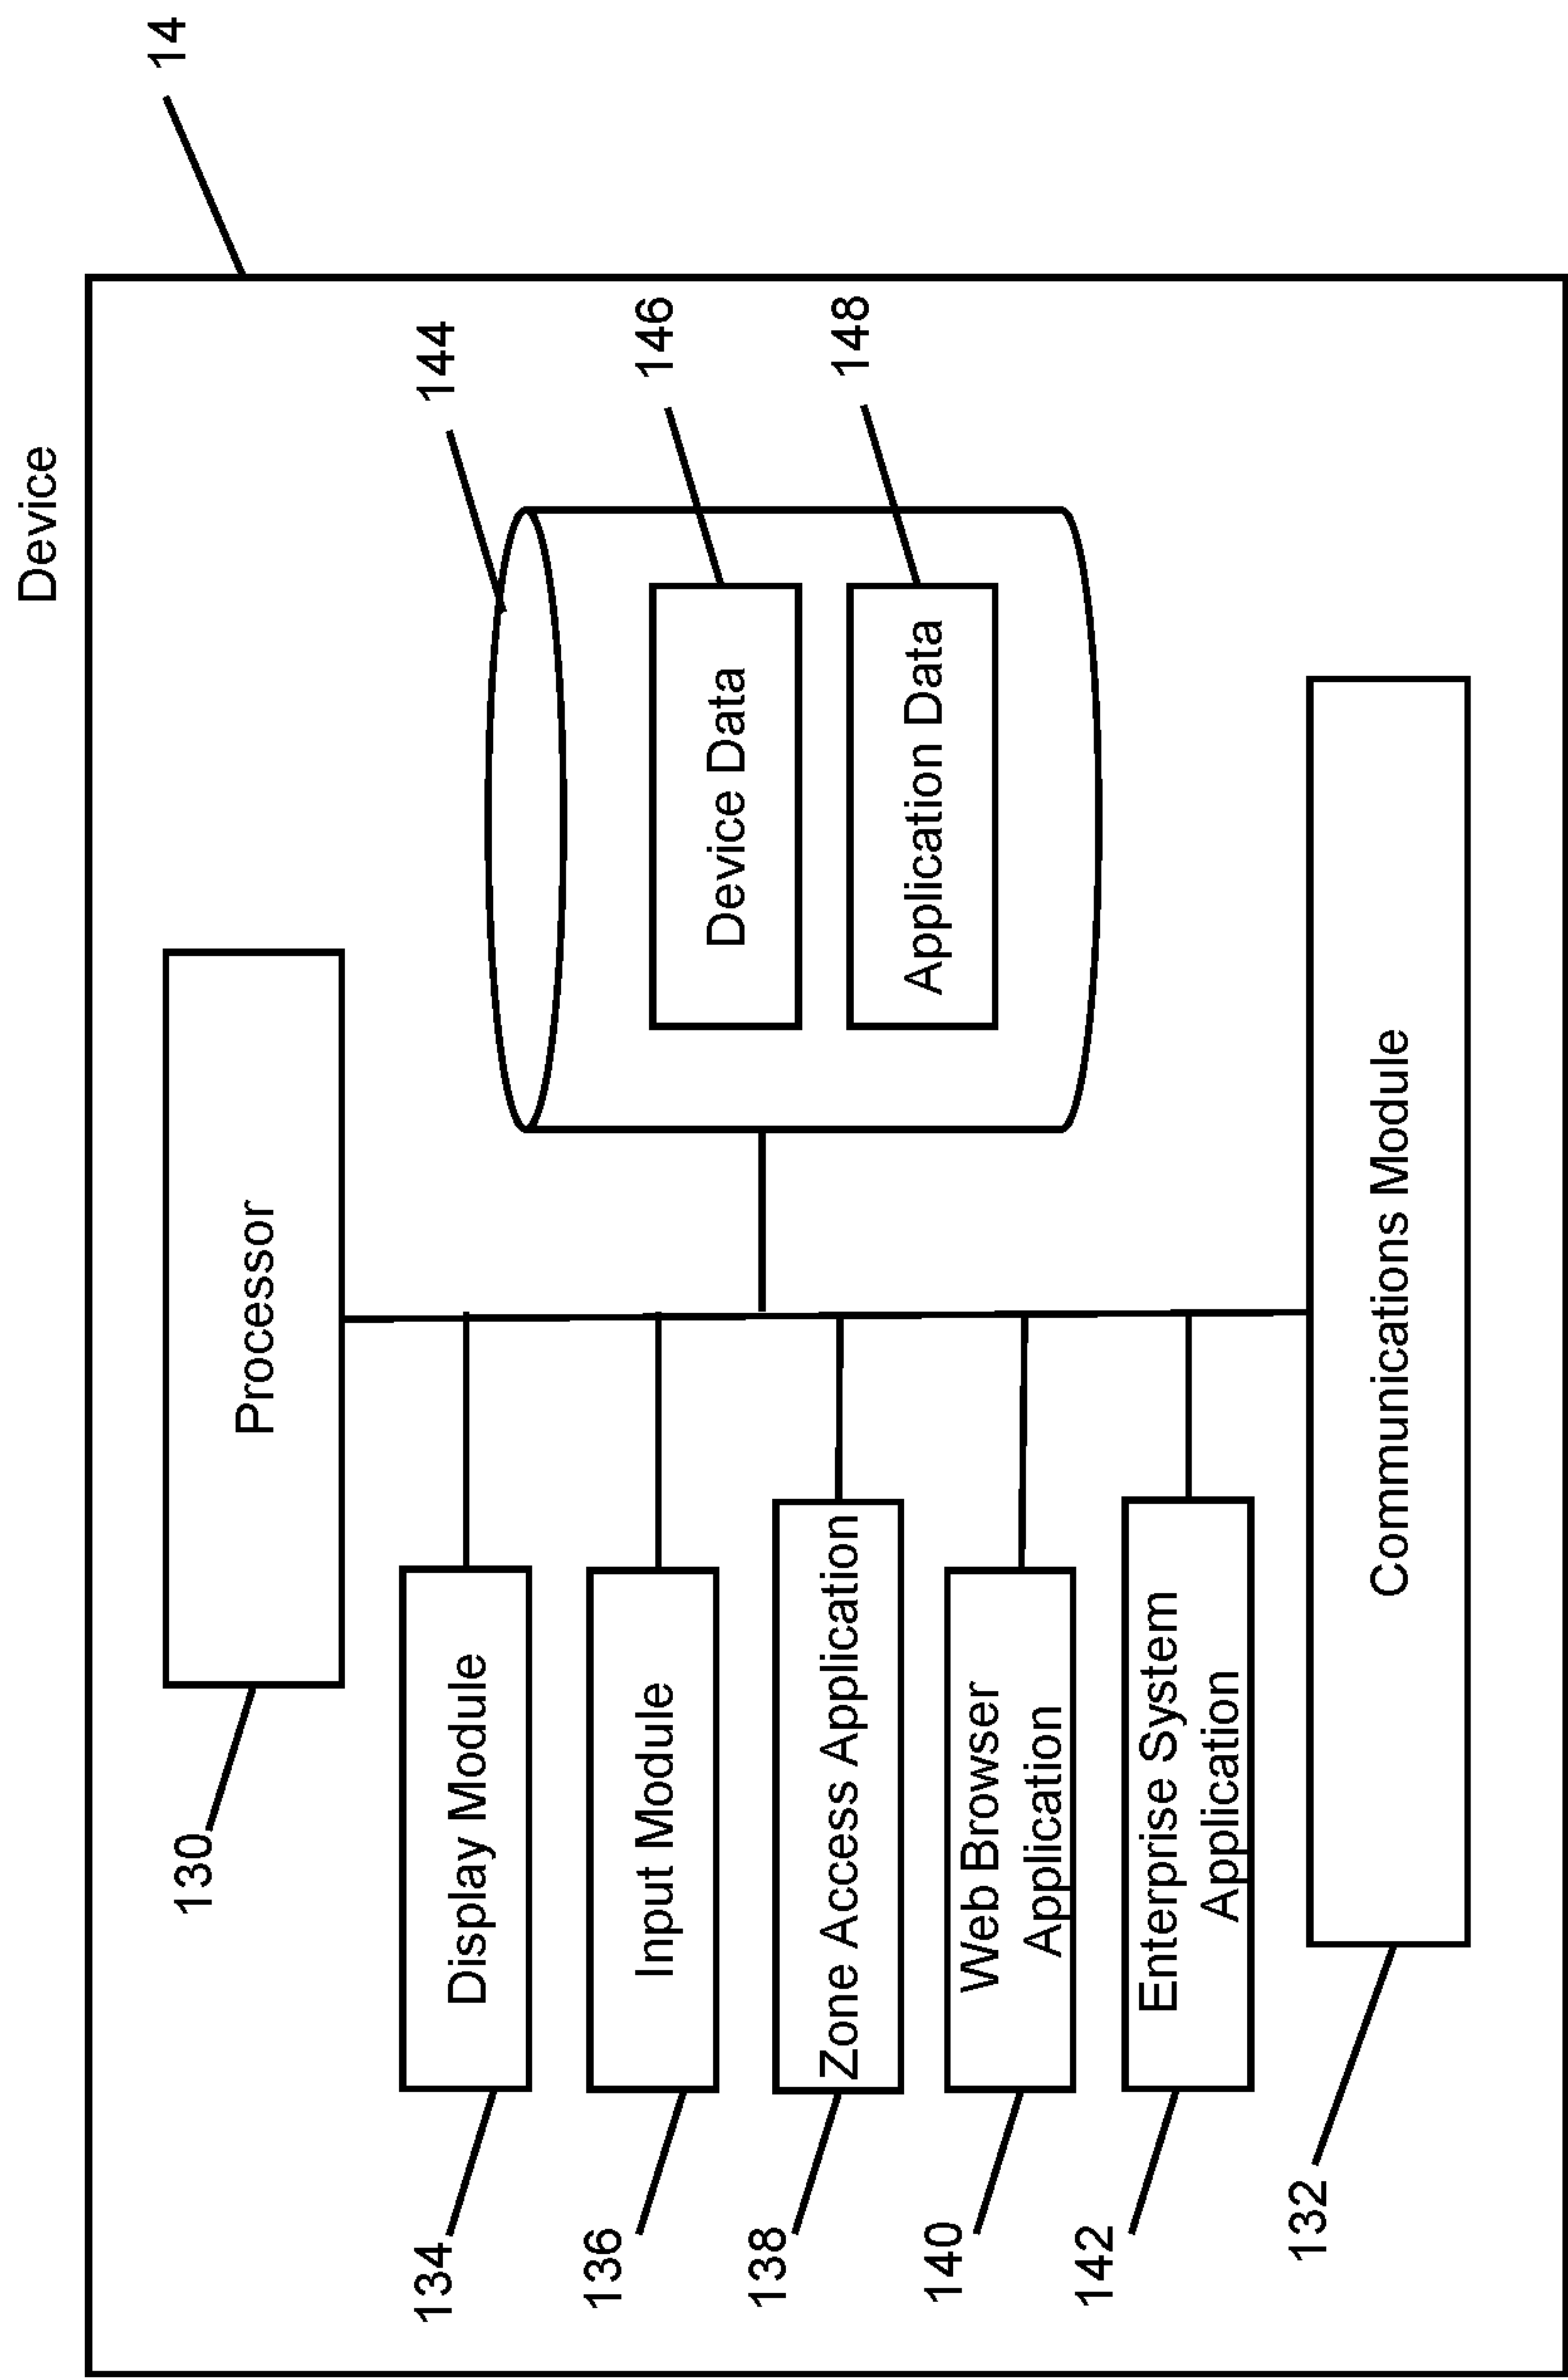 Device
14
Processor
130
144
Display Module
134
Device Data
146
Input Module
136
Application Data
148
Zone Access Application
138
Web Browser
Application
140
Enterprise System
Application
142
Communications Module
132